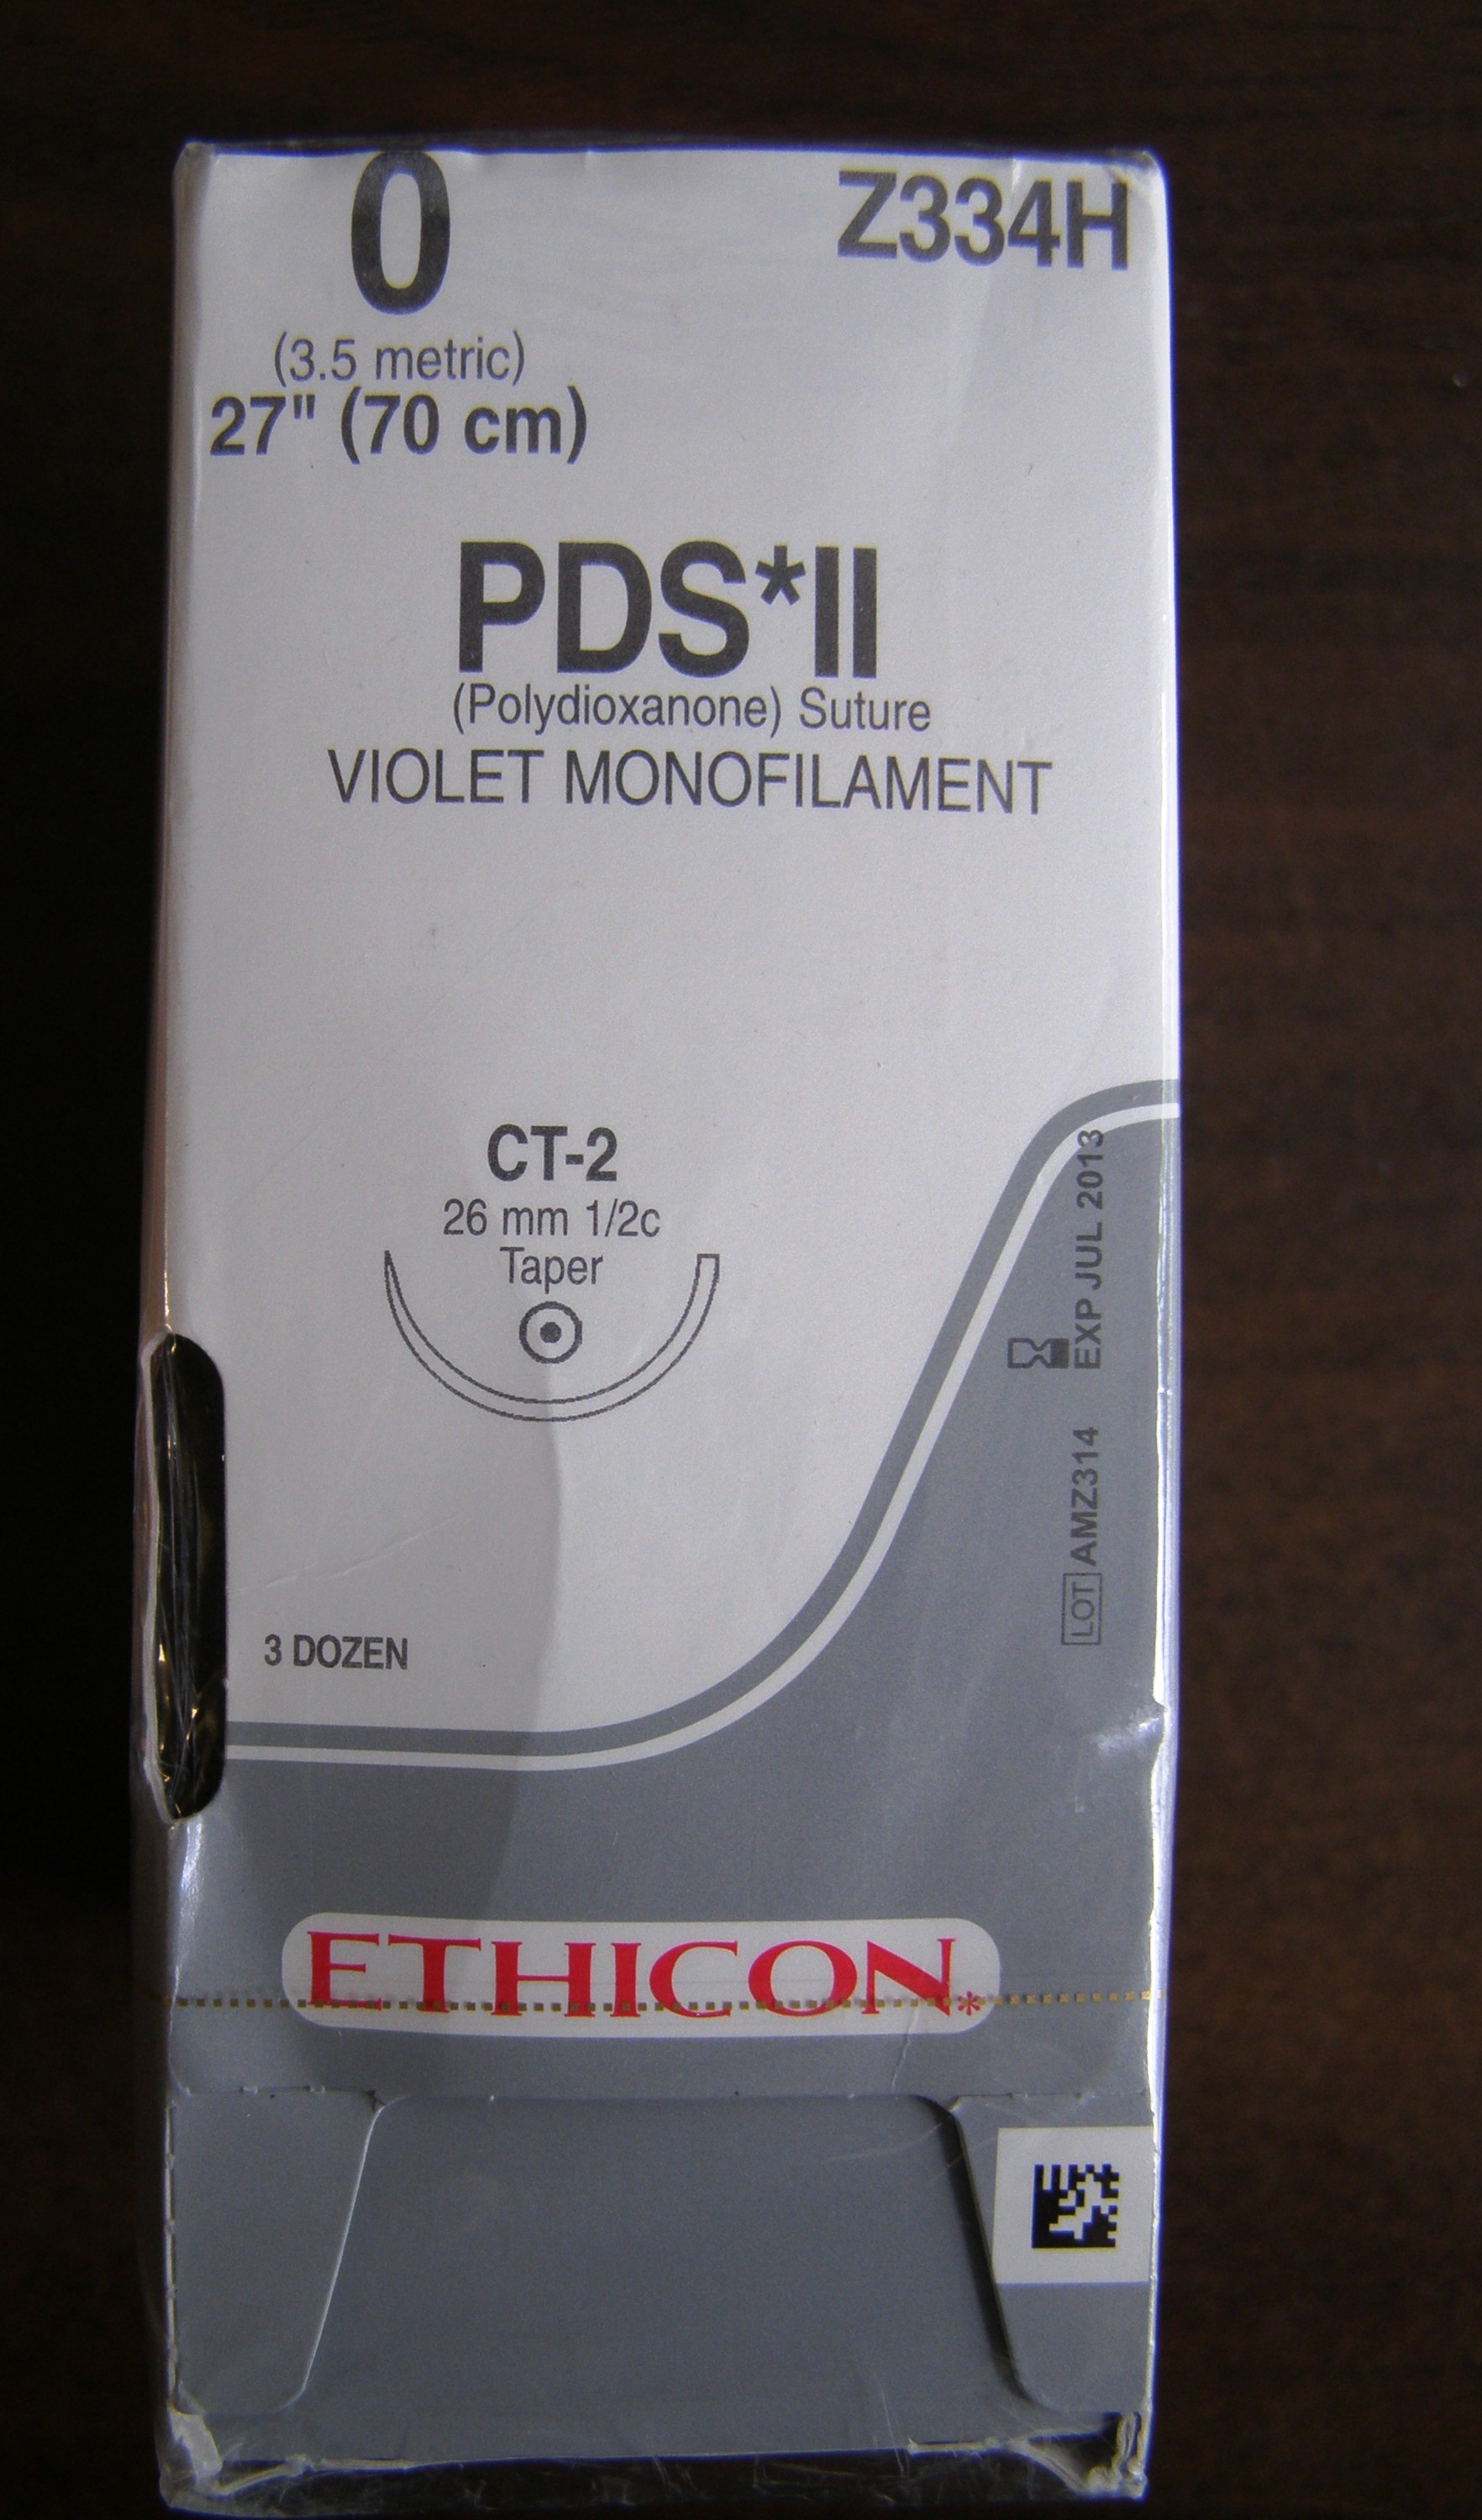 0
Z334H
(3.5 metric)
27" (70 cm)
PDS*II
(Polydioxanone) Suture
VIOLET MONOFILAMENT
CT-2
26 mm 1/2c
Taper
EXP JUL 2013
LOT AMZ314
3 DOZEN
ETHICON*